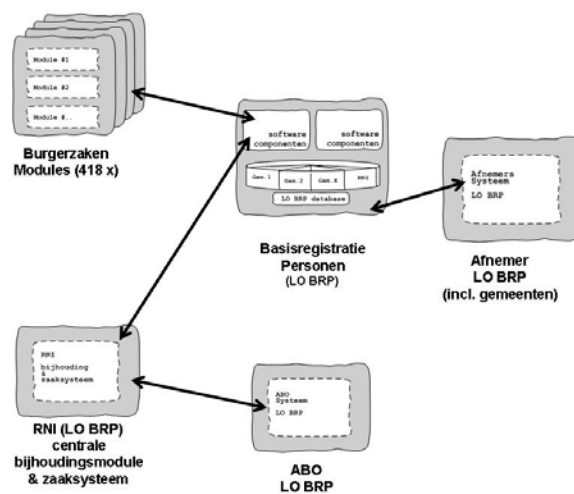 Module #1
Module #2
Module #..
Burgerzaken
Modules (418 x)
software
componenten
software
componenten
Gem.1
Gem.2
Gem.X
RNI
LO BRP database
Basisregistratie
Personen
(LO BRP)
Afnemers
Systeem
LO BRP
Afnemer
LO BRP
(incl. gemeenten)
RNI
bijhouding
&
zaaksysteem
RNI (LO BRP)
centrale
bijhoudingsmodule
& zaaksysteem
ABO
Systeem
LO BRP
ABO
LO BRP